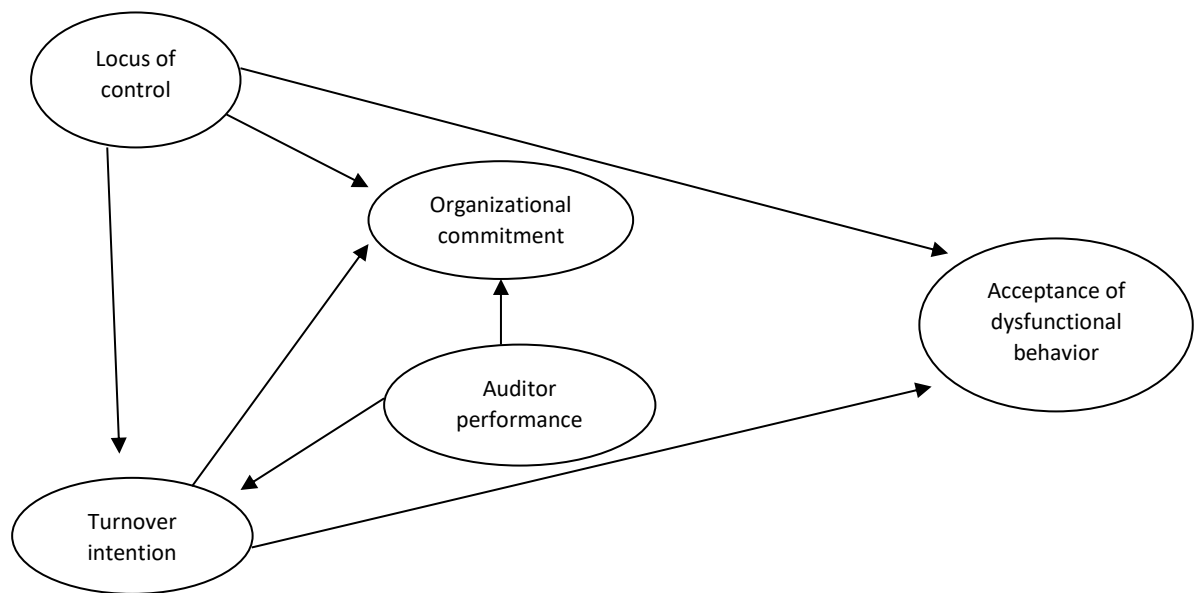 Locus of
control
Organizational
commitment
Acceptance of
dysfunctional
behavior
Auditor
performance
Turnover
intention